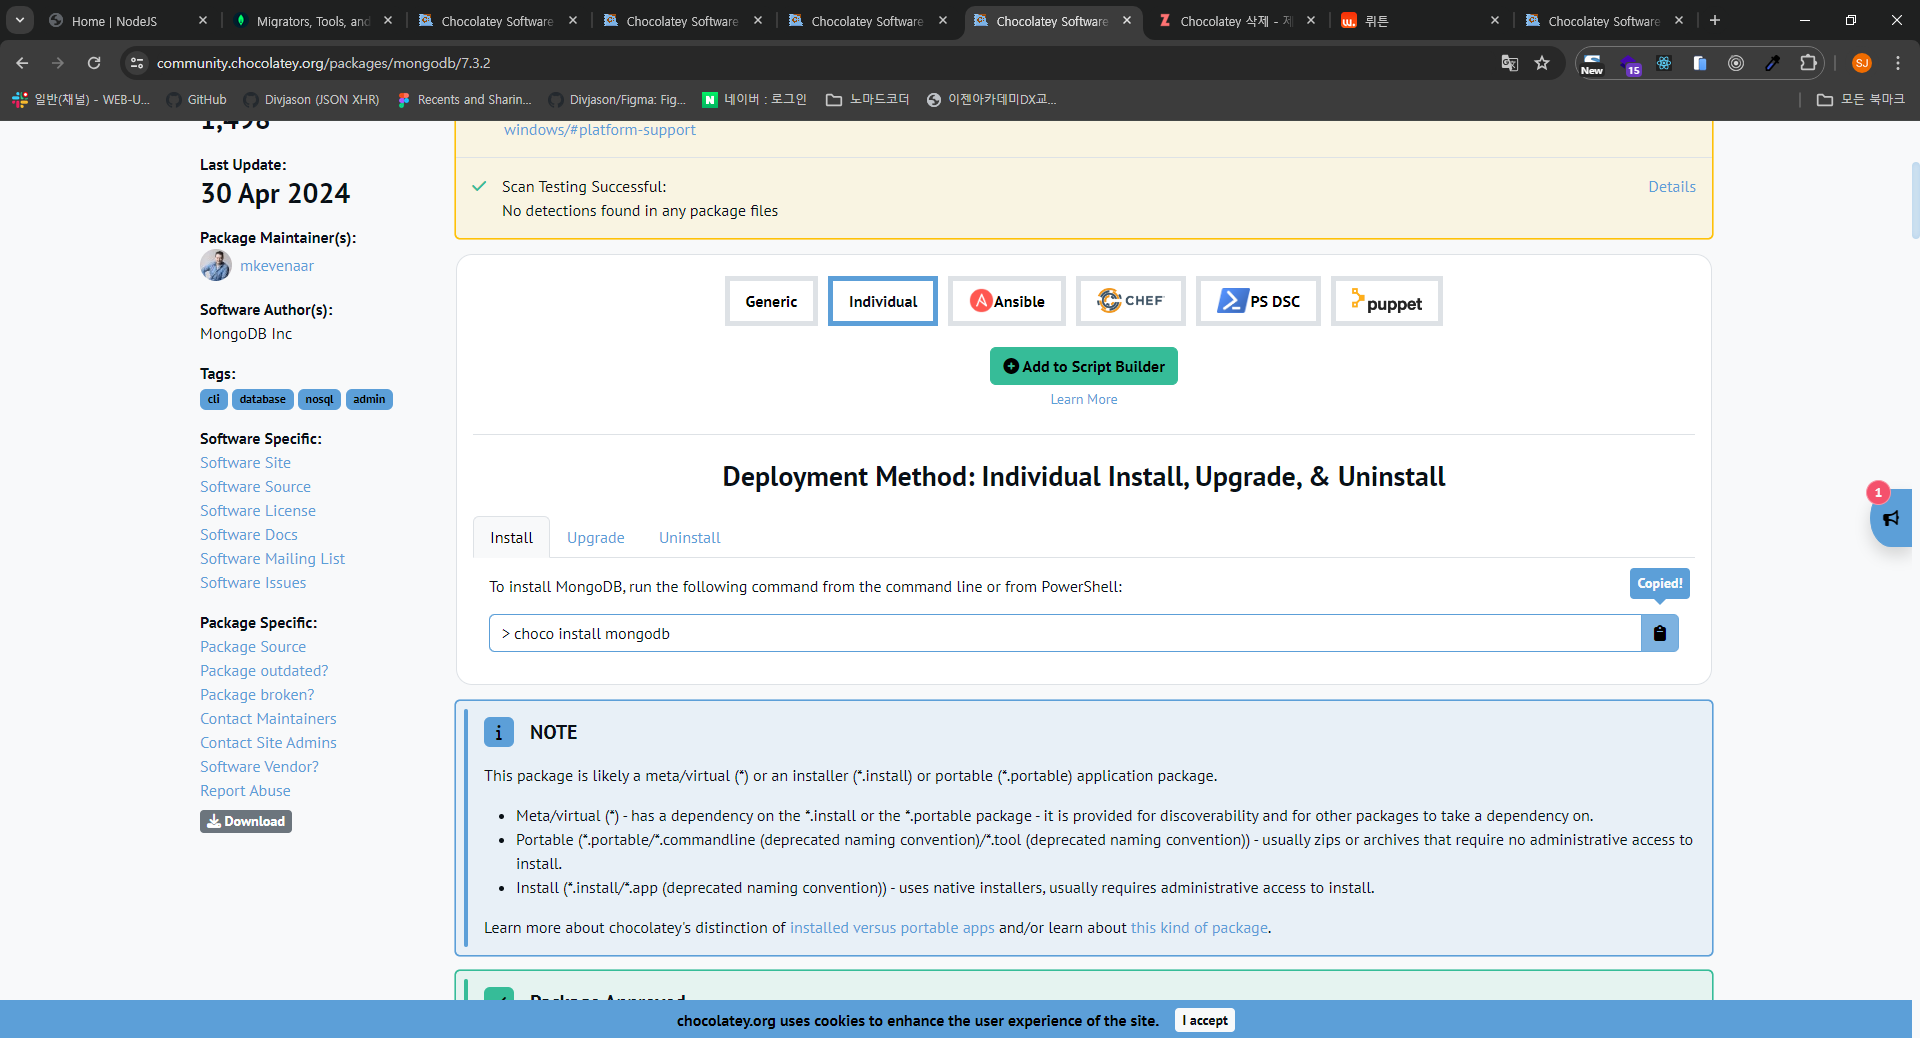 Home | NodeJS
Migrators, Tools, and
Chocolatey Software
Chocolatey Software
Chocolatey Software
Chocolatey Software
Chocolatey 삭제 - 제
뤼튼
Chocolatey Software
community.chocolatey.org/packages/mongodb/7.3.2
New
15
SJ
일반(채널) - WEB-U...
GitHub
Divjason (JSON XHR)
Recents and Sharin...
Divjason/Figma: Fig...
네이버 : 로그인
노마드코더
이젠아카데미DX교...
모든 북마크
1,498
Last Update:
30 Apr 2024
Package Maintainer(s):
mkevenaar
Software Author(s):
MongoDB Inc
Tags:
cli database nosql admin
Software Specific:
Software Site
Software Source
Software License
Software Docs
Software Mailing List
Software Issues
Package Specific:
Package Source
Package outdated?
Package broken?
Contact Maintainers
Contact Site Admins
Software Vendor?
Report Abuse
Download
windows/#platform-support
Scan Testing Successful:
Details
No detections found in any package files
Generic
Individual
Ansible
CHEF
PS DSC
puppet
Add to Script Builder
Learn More
Deployment Method: Individual Install, Upgrade, & Uninstall
Install
Upgrade
Uninstall
To install MongoDB, run the following command from the command line or from PowerShell:
Copied!
> choco install mongodb
1
NOTE
This package is likely a meta/virtual (*) or an installer (*.install) or portable (*.portable) application package.
• Meta/virtual (*) - has a dependency on the *.install or the *.portable package - it is provided for discoverability and for other packages to take a dependency on.
• Portable (*.portable/*.commandline (deprecated naming convention)/*.tool (deprecated naming convention)) - usually zips or archives that require no administrative access to
install.
• Install (*.install/*.app (deprecated naming convention)) - uses native installers, usually requires administrative access to install.
Learn more about chocolatey's distinction of installed versus portable apps and/or learn about this kind of package.
Package Approved
chocolatey.org uses cookies to enhance the user experience of the site.
I accept